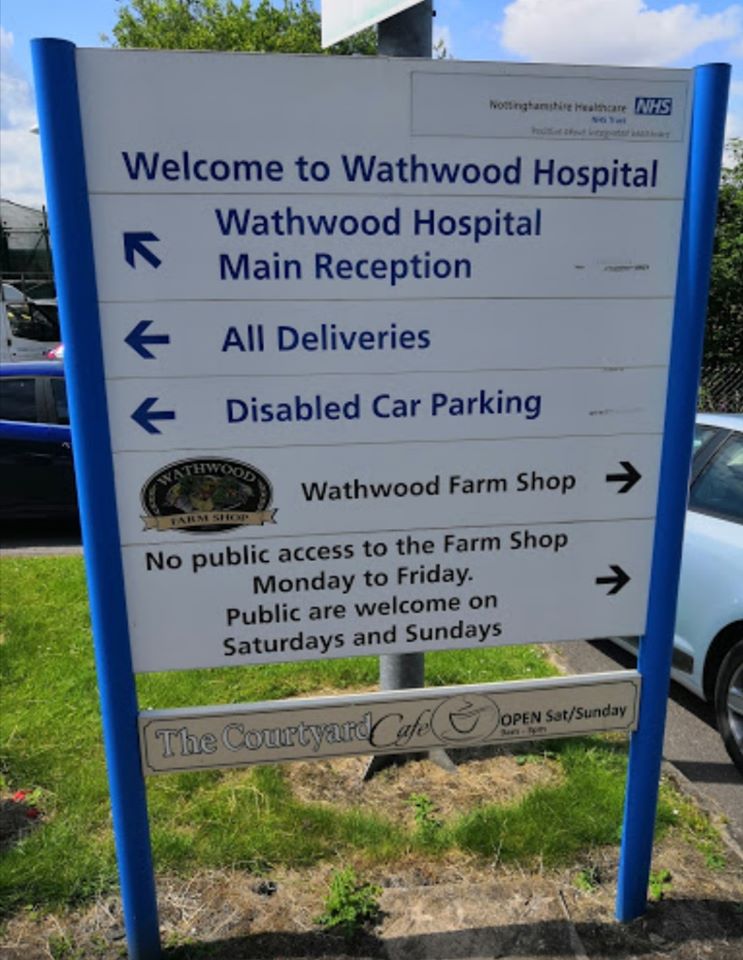 Nottinghamshire Healthcare NHS
NHS Trust
Welcome to Wathwood Hospital
Wathwood Hospital
Main Reception
All Deliveries
Disabled Car Parking
WATHWOOD
FARM SHOP
Wathwood Farm Shop
No public access to the Farm Shop
Monday to Friday.
Public are welcome on
Saturdays and Sundays
The Courtyard Cafe OPEN Sat/Sunday